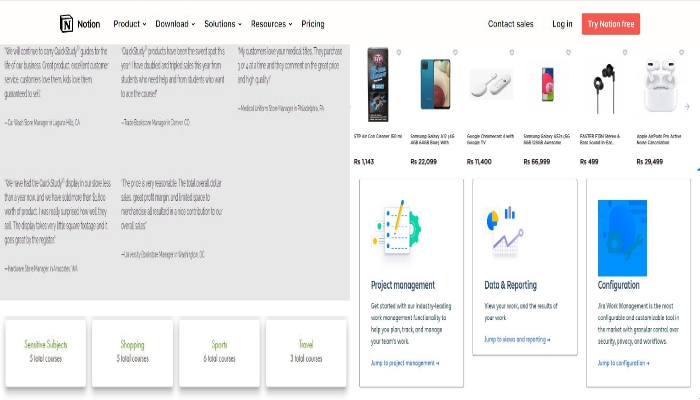 Notion
Product
Download
Solutions
Resources
Pricing
Contact sales
Log in
Try Notion free
"We will continue to carry QuickStudy® guides for the
life of our business. Great product, excellent customer
service, customers love them, kids love them,
guaranteed to sell."
—Car Wash Store Manager in Laguna Hills, CA
"QuickStudy® products have been the sweet spot this
year! I have doubled and tripled sales this year from
students who need help and from students who want
to ace the course!"
—Trade Bookstore Manager in Denver, CO
"My customers love your medical titles. They purchase
3 or 4 at a time and they comment on the great price
and high quality."
—Medical Uniform Store Manager in Philadelphia, PA
"We have had the QuickStudy® display in our store less
than a year now, and we have sold more than $1,600
worth of product. I was really surprised how well they
sell. The display takes very little square footage and it
goes great by the register."
—Hardware Store Manager in Anacortes, WA
"The price is very reasonable. The total overall dollar
sales, great profit margin, and limited space to
merchandise all resulted in a nice contribution to our
overall sales."
—University Bookstore Manager in Washington, DC
Sensitive Subjects
5 total courses
Shopping
5 total courses
Sports
6 total courses
Travel
3 total courses
STP Air Con Cleaner 150 ml
Rs 1,143
Samsung Galaxy A12 (4G
4GB 64GB Blue) With
Rs 22,099
Google Chromecast 4 with
Google TV
Rs 11,400
Samsung Galaxy A52s (5G
8GB 128GB Awesome
Rs 66,999
FASTER F10N Stereo &
Bass Sound In Ear...
Rs 499
Apple AirPods Pro Active
Noise Cancelation
Rs 29,499
Project management
Get started with our industry-leading
work management functionality to
help you plan, track, and manage
your team's work.
Jump to project management →
Data & Reporting
View your work, and the results of
your work
Jump to views and reporting →
Configuration
Jira Work Management is the most
configurable and customizable tool in
the market with granular control over
security, privacy, and workflows.
Jump to configuration →